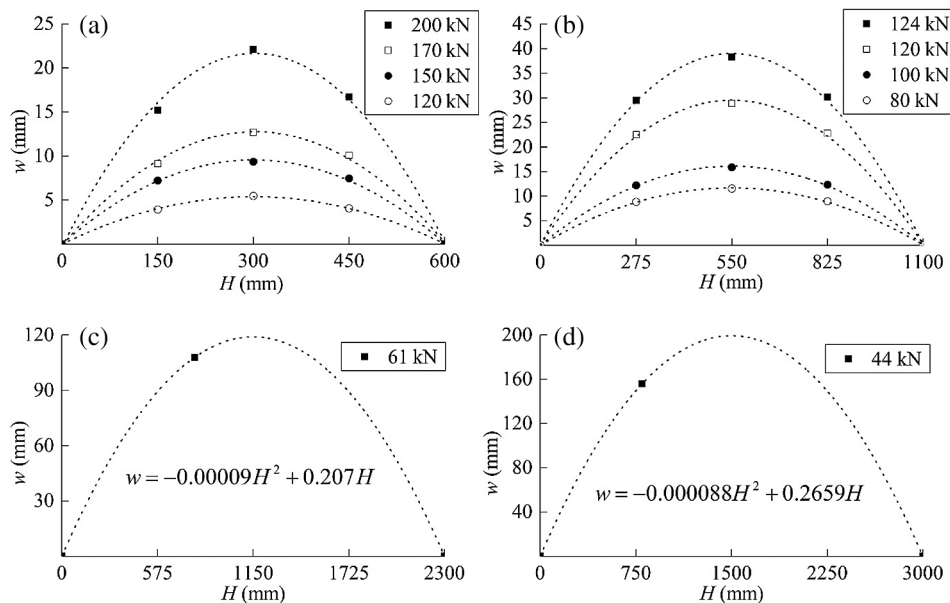 (a)
200 kN
170 kN
150 kN
120 kN
25
20
15
10
5
w (mm)
0 150 300 450 600
H (mm)
(b)
124 kN
120 kN
100 kN
80 kN
45
40
35
30
25
20
15
10
5
w (mm)
0 275 550 825 1100
H (mm)
(c)
61 kN
120
90
60
30
w (mm)
w = −0.00009H² + 0.207H
0 575 1150 1725 2300
H (mm)
(d)
44 kN
200
160
120
80
40
w (mm)
w = −0.000088H² + 0.2659H
0 750 1500 2250 3000
H (mm)